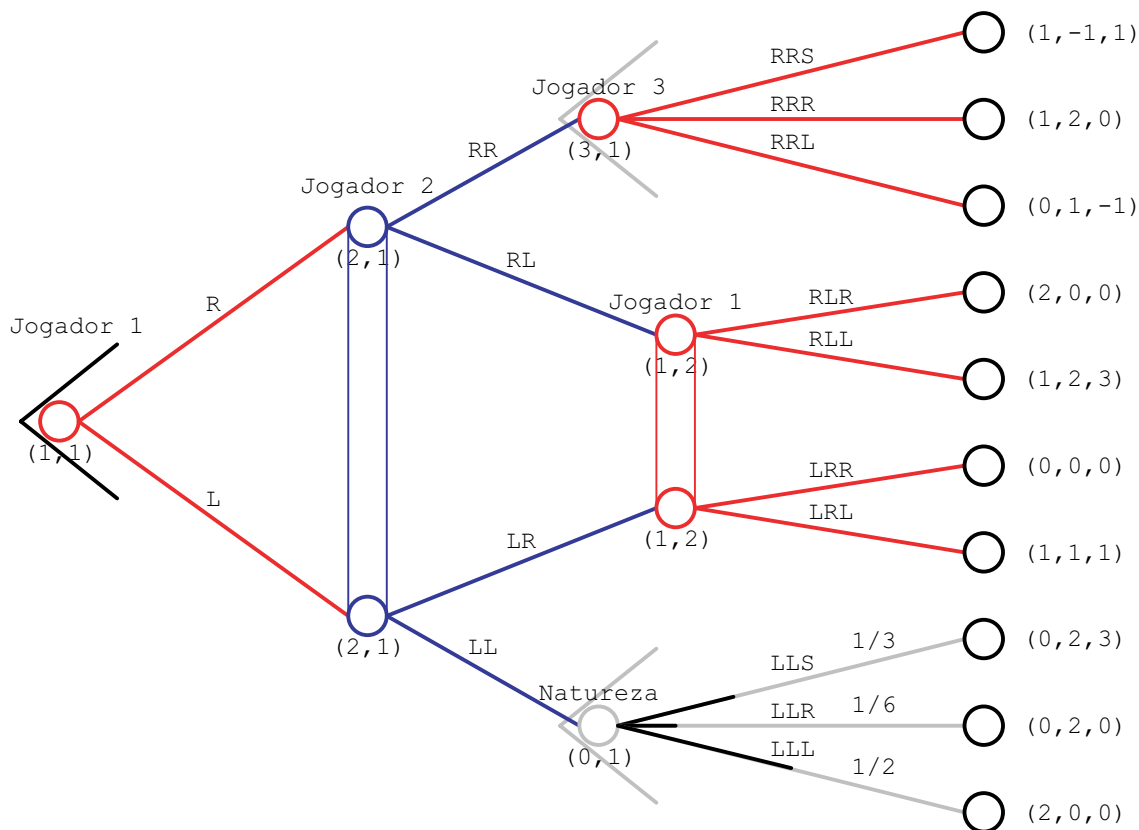 RRS
(1,-1,1)
Jogador 3
RRR
(1,2,0)
(3,1)
RR
RRL
(0,1,-1)
Jogador 2
(2,1)
RL
R
Jogador 1
RLR
(2,0,0)
Jogador 1
RLL
(1,2)
(1,2,3)
(1,1)
L
LRR
(0,0,0)
LR
(1,2)
LRL
(1,1,1)
(2,1)
LL
1/3
(0,2,3)
LLS
Natureza
1/6
LLR
(0,2,0)
(0,1)
LLL
1/2
(2,0,0)